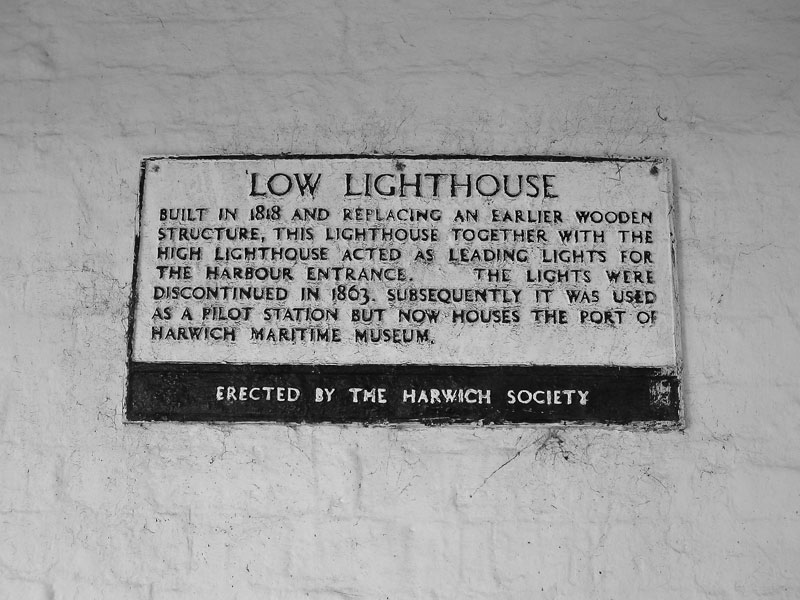 LOW LIGHTHOUSE
BUILT IN 1818 AND REPLACING AN EARLIER WOODEN
STRUCTURE, THIS LIGHTHOUSE TOGETHER WITH THE
HIGH LIGHTHOUSE ACTED AS LEADING LIGHTS FOR
THE HARBOUR ENTRANCE. THE LIGHTS WERE
DISCONTINUED IN 1863. SUBSEQUENTLY IT WAS USED
AS A PILOT STATION BUT NOW HOUSES THE PORT OF
HARWICH MARITIME MUSEUM.
ERECTED BY THE HARWICH SOCIETY